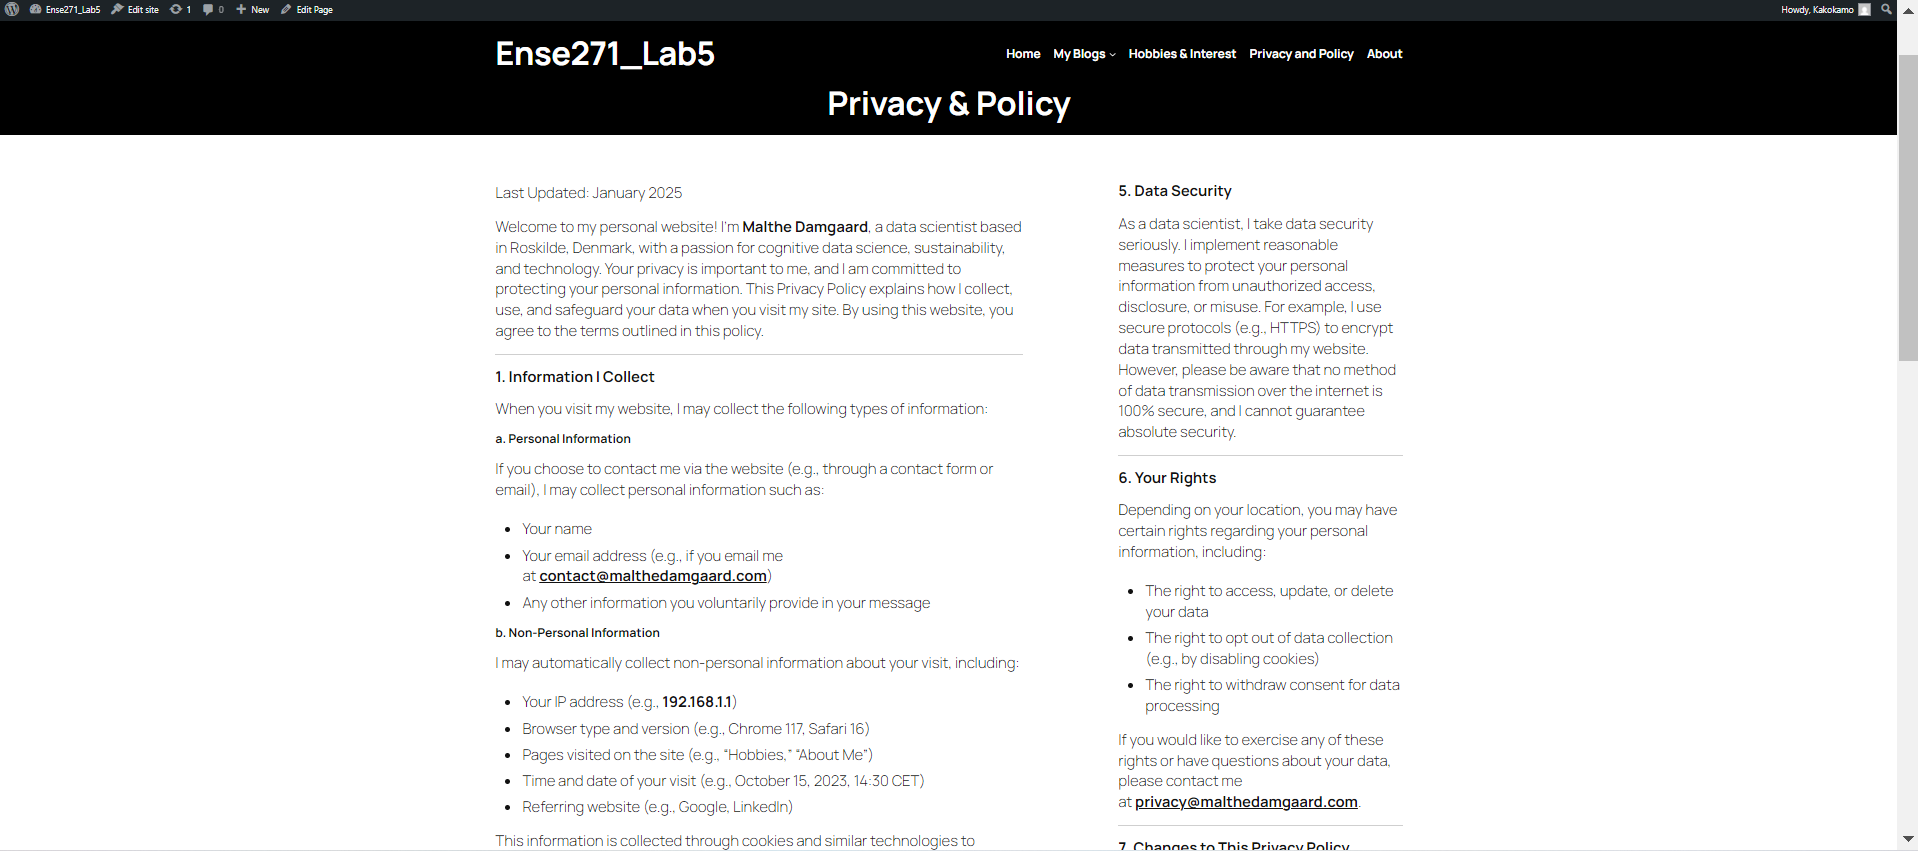 Ense271_Lab5 Edit site 1 0 New Edit Page Howdy, Kakokamo
Ense271_Lab5
Home My Blogs Hobbies & Interest Privacy and Policy About
Privacy & Policy
Last Updated: January 2025
Welcome to my personal website! I'm Malthe Damgaard, a data scientist based
in Roskilde, Denmark, with a passion for cognitive data science, sustainability,
and technology. Your privacy is important to me, and I am committed to
protecting your personal information. This Privacy Policy explains how I collect,
use, and safeguard your data when you visit my site. By using this website, you
agree to the terms outlined in this policy.
1. Information I Collect
When you visit my website, I may collect the following types of information:
a. Personal Information
If you choose to contact me via the website (e.g., through a contact form or
email), I may collect personal information such as:
• Your name
• Your email address (e.g., if you email me
at contact@malthedamgaard.com)
• Any other information you voluntarily provide in your message
b. Non-Personal Information
I may automatically collect non-personal information about your visit, including:
• Your IP address (e.g., 192.168.1.1)
• Browser type and version (e.g., Chrome 117, Safari 16)
• Pages visited on the site (e.g., “Hobbies,” “About Me”)
• Time and date of your visit (e.g., October 15, 2023, 14:30 CET)
• Referring website (e.g., Google, LinkedIn)
This information is collected through cookies and similar technologies to
5. Data Security
As a data scientist, I take data security
seriously. I implement reasonable
measures to protect your personal
information from unauthorized access,
disclosure, or misuse. For example, I use
secure protocols (e.g., HTTPS) to encrypt
data transmitted through my website.
However, please be aware that no method
of data transmission over the internet is
100% secure, and I cannot guarantee
absolute security.
6. Your Rights
Depending on your location, you may have
certain rights regarding your personal
information, including:
• The right to access, update, or delete
your data
• The right to opt out of data collection
(e.g., by disabling cookies)
• The right to withdraw consent for data
processing
If you would like to exercise any of these
rights or have questions about your data,
please contact me
at privacy@malthedamgaard.com.
7. Changes to This Privacy Policy